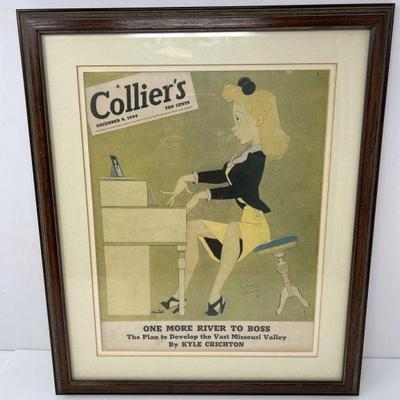 Collier's
TEN CENTS
DECEMBER 9, 1944
ONE MORE RIVER TO BOSS
The Plan to Develop the Vast Missouri Valley
By KYLE CRICHTON